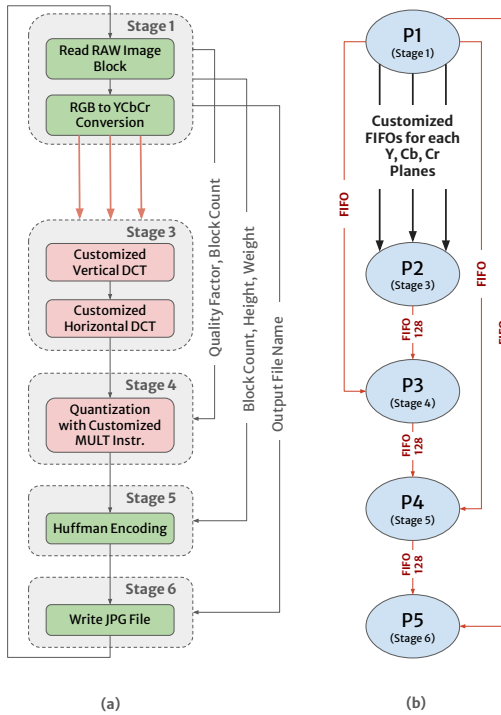 Stage 1
Read RAW Image
Block
RGB to YCbCr
Conversion
Stage 3
Customized
Vertical DCT
Customized
Horizontal DCT
Stage 4
Quantization
with Customized
MULT Instr.
Stage 5
Huffman Encoding
Stage 6
Write JPG File
Quality Factor, Block Count
Block Count, Height, Weight
Output File Name
(a)
P1
(Stage 1)
Customized
FIFOs for each
Y, Cb, Cr
Planes
FIFO
FIFO
FIFO
P2
(Stage 3)
FIFO
128
P3
(Stage 4)
FIFO
128
P4
(Stage 5)
FIFO
128
P5
(Stage 6)
(b)